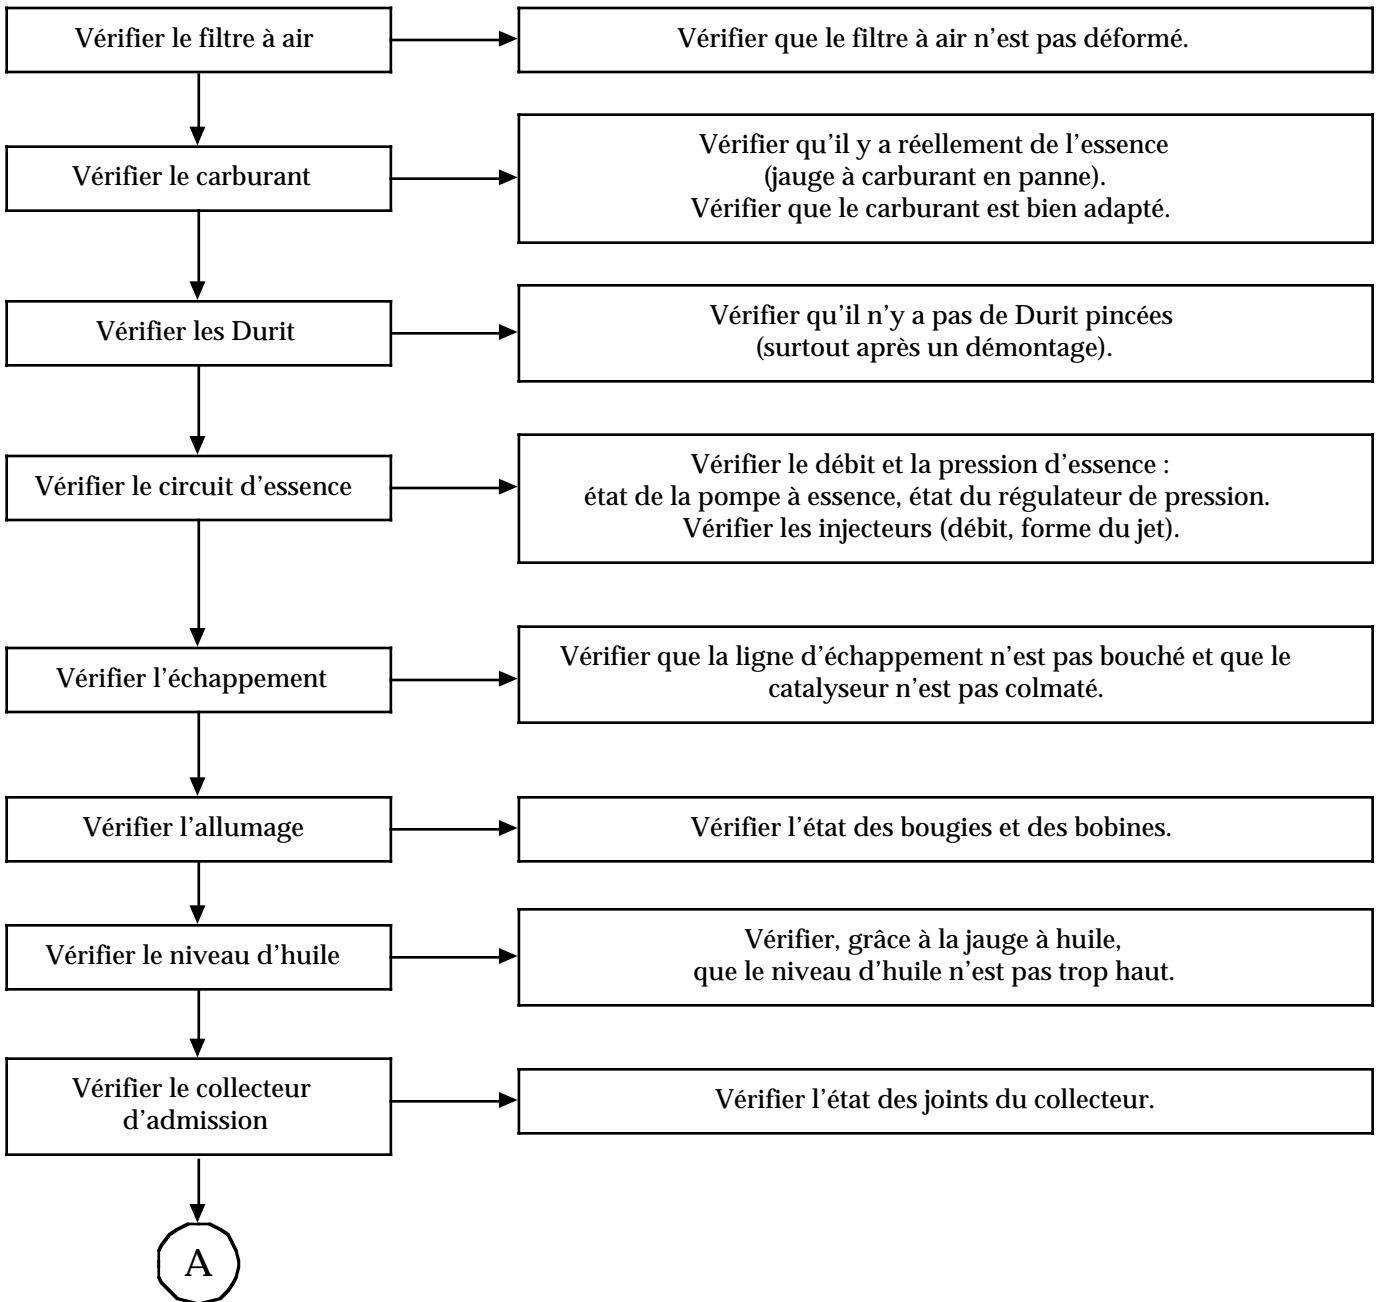 Vérifier le filtre à air
Vérifier que le filtre à air n’est pas déformé.
Vérifier le carburant
Vérifier qu’il y a réellement de l’essence
(jauge à carburant en panne).
Vérifier que le carburant est bien adapté.
Vérifier les Durit
Vérifier qu’il n’y a pas de Durit pincées
(surtout après un démontage).
Vérifier le circuit d’essence
Vérifier le débit et la pression d’essence :
état de la pompe à essence, état du régulateur de pression.
Vérifier les injecteurs (débit, forme du jet).
Vérifier l’échappement
Vérifier que la ligne d’échappement n’est pas bouché et que le
catalyseur n’est pas colmaté.
Vérifier l’allumage
Vérifier l’état des bougies et des bobines.
Vérifier le niveau d’huile
Vérifier, grâce à la jauge à huile,
que le niveau d’huile n’est pas trop haut.
Vérifier le collecteur
d’admission
Vérifier l’état des joints du collecteur.
A